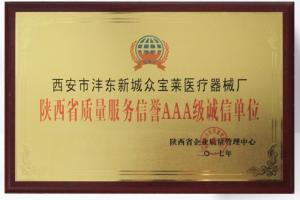 西安市沣东新城众宝莱医疗器械厂
陕西省质量服务信誉AAA级诚信单位
陕西省企业质量管理中心
二〇一七年